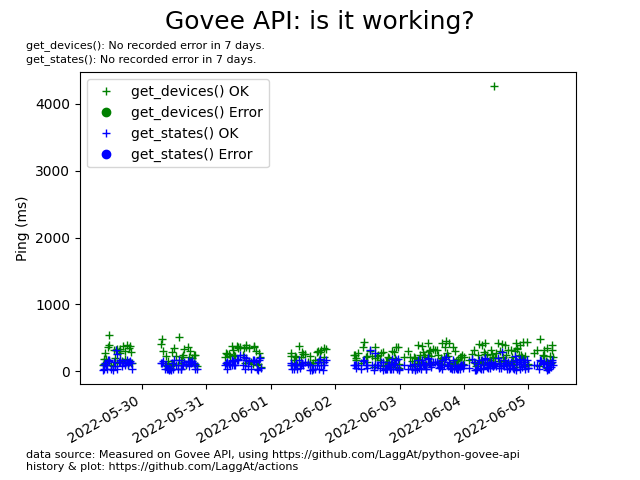 Govee API: is it working?
get_devices(): No recorded error in 7 days.
get_states(): No recorded error in 7 days.
get_devices() OK
get_devices() Error
get_states() OK
get_states() Error
Ping (ms)
4000
3000
2000
1000
0
2022-05-30
2022-05-31
2022-06-01
2022-06-02
2022-06-03
2022-06-04
2022-06-05
data source: Measured on Govee API, using https://github.com/LaggAt/python-govee-api
history & plot: https://github.com/LaggAt/actions